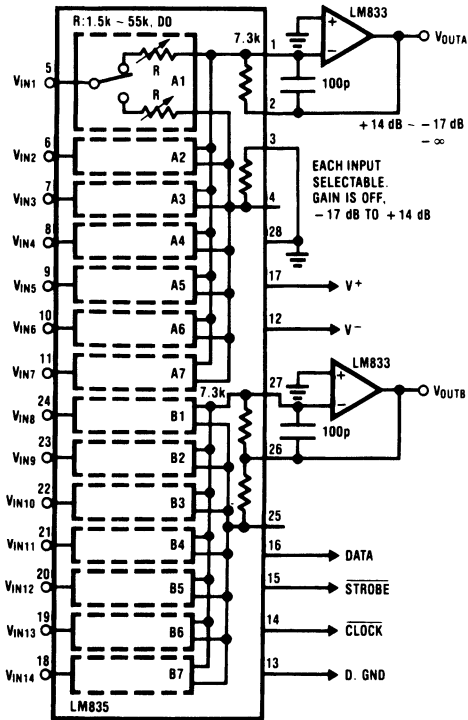 R:1.5k ~ 55k, DO
LM833
7.3k
1
VOUTA
5
VIN1
R
A1
100p
R
2
+14 dB ~ −17 dB
−∞
6
VIN2
A2
3
EACH INPUT
SELECTABLE.
GAIN IS OFF,
−17 dB TO +14 dB
7
VIN3
A3
4
8
VIN4
A4
28
9
VIN5
A5
17
V+
10
VIN6
A6
12
V−
11
VIN7
A7
LM833
7.3k
27
VOUTB
24
VIN8
B1
100p
23
VIN9
B2
26
22
VIN10
B3
25
21
VIN11
B4
16
DATA
20
VIN12
B5
15
STROBE
19
VIN13
B6
14
CLOCK
18
VIN14
B7
13
D. GND
LM835